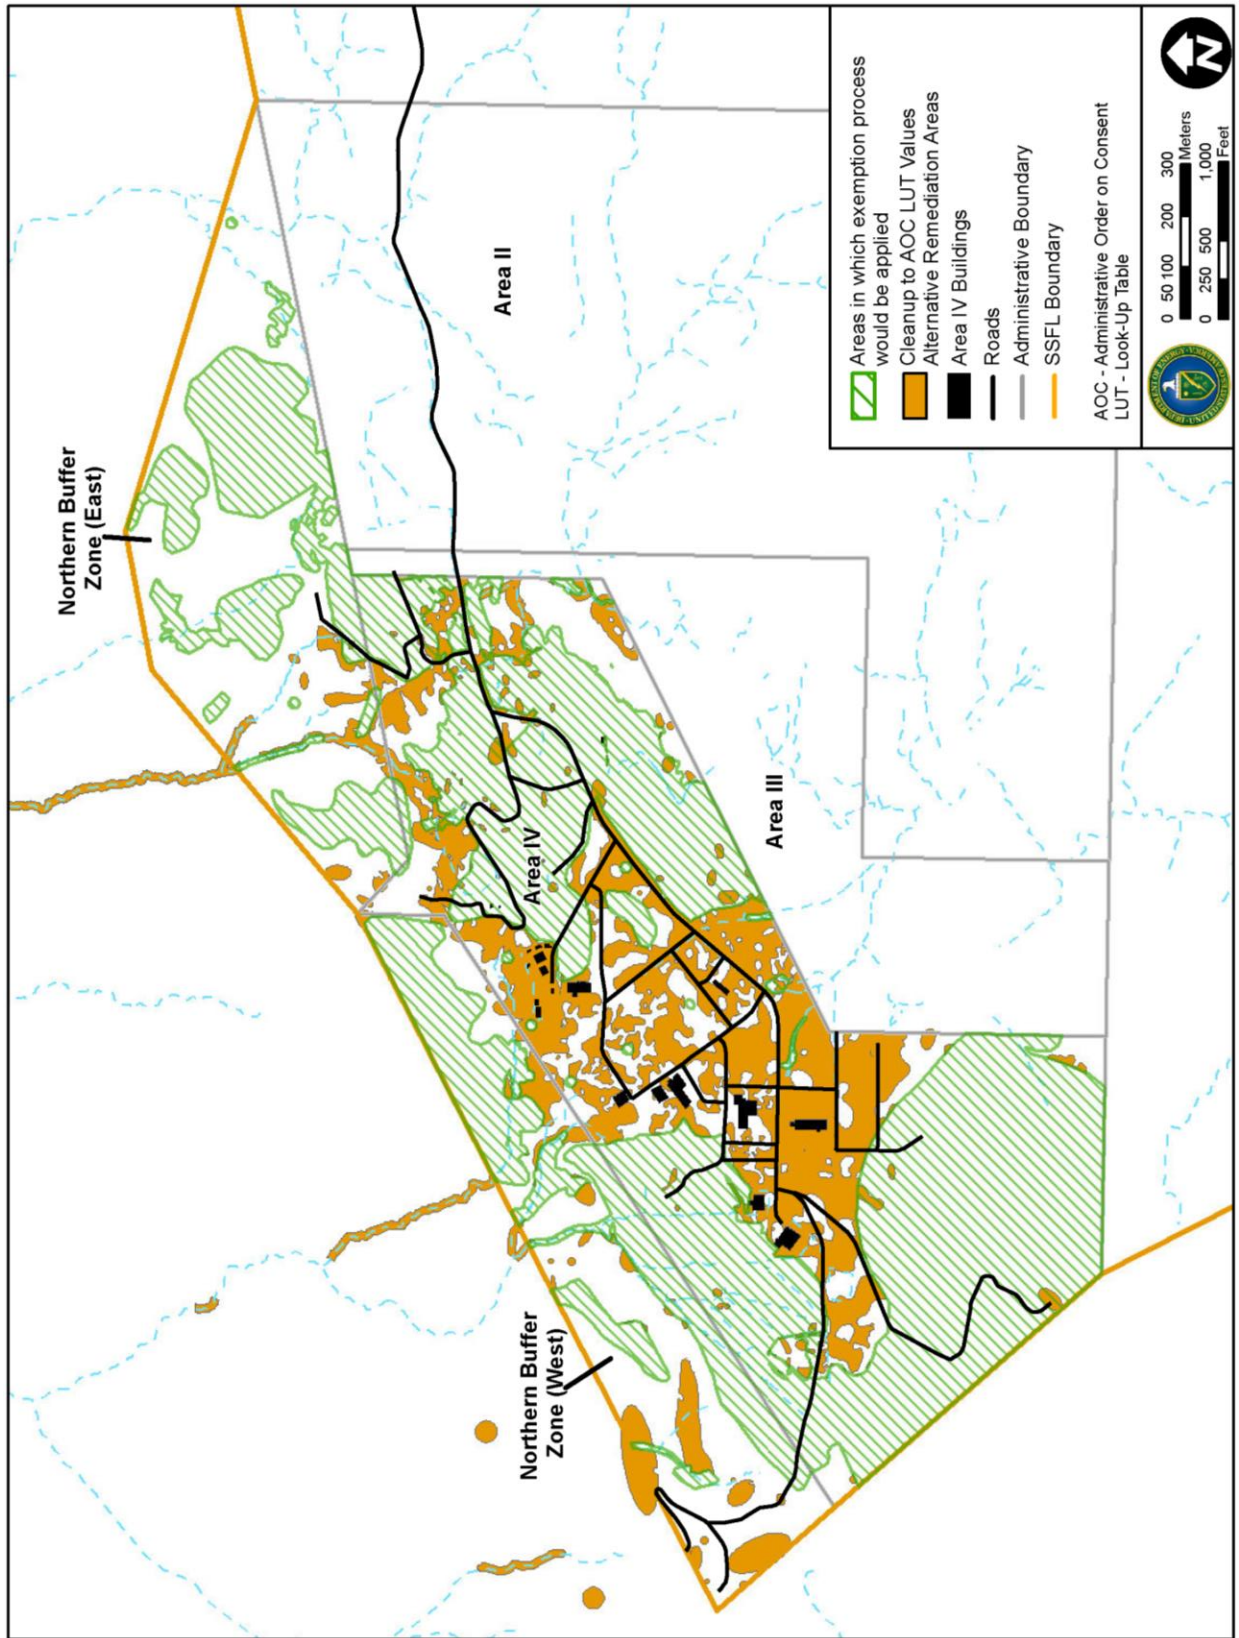 Northern Buffer
Zone (East)
Northern Buffer
Zone (West)
Area II
Area IV
Area III
Areas in which exemption process
would be applied
Cleanup to AOC LUT Values
Alternative Remediation Areas
Area IV Buildings
Roads
Administrative Boundary
SSFL Boundary
AOC - Administrative Order on Consent
LUT - Look-Up Table
0 50 100 200 300
Meters
0 250 500 1,000
Feet
N